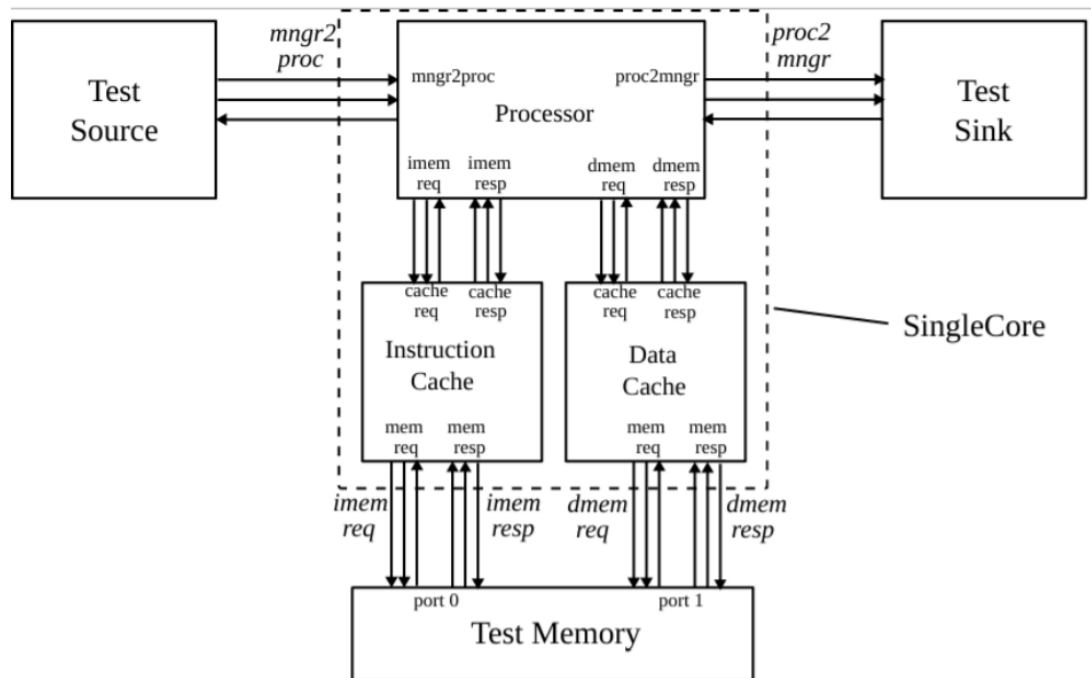 mngr2
proc
proc2
mngr
Test
Source
mngr2proc
proc2mngr
Processor
Test
Sink
imem
req
imem
resp
dmem
req
dmem
resp
cache
req
cache
resp
cache
req
cache
resp
Instruction
Cache
Data
Cache
SingleCore
mem
req
mem
resp
mem
req
mem
resp
imem
req
imem
resp
dmem
req
dmem
resp
port 0
port 1
Test Memory